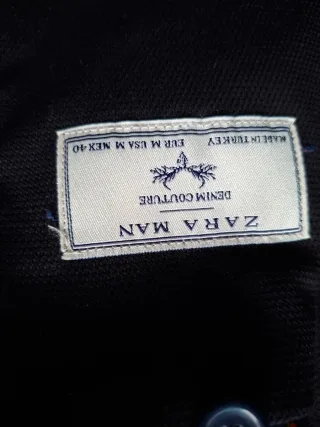 ZARA MAN
DENIM COUTURE
EUR M USA M MEX 40
MADE IN TURKEY